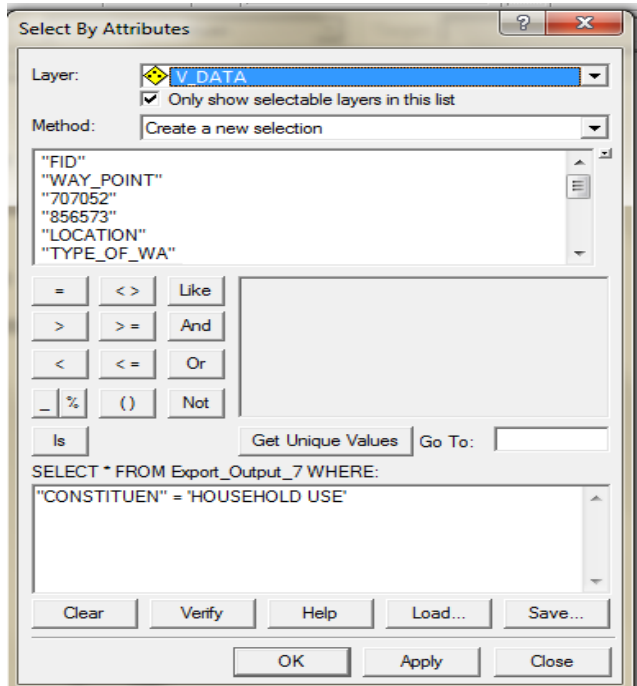 Select By Attributes
?
X
Layer: V_DATA
Only show selectable layers in this list
Method: Create a new selection
"FID"
"WAY_POINT"
"707052"
"856573"
"LOCATION"
"TYPE_OF_WA"
= < > Like
> > = And
< < = Or
_ % ( ) Not
Is Get Unique Values Go To:
SELECT * FROM Export_Output_7 WHERE:
"CONSTITUEN" = 'HOUSEHOLD USE'
Clear Verify Help Load... Save...
OK Apply Close